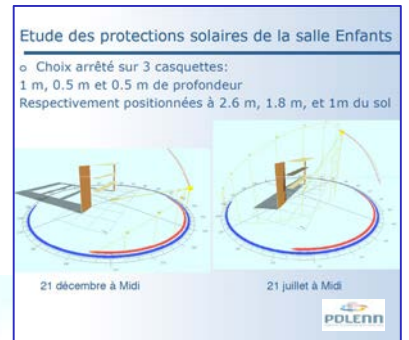 Etude des protections solaires de la salle Enfants
o Choix arrêté sur 3 casquettes:
1 m, 0.5 m et 0.5 m de profondeur
Respectivement positionnées à 2.6 m, 1.8 m, et 1m du sol
21 décembre à Midi
21 juillet à Midi
POLENN